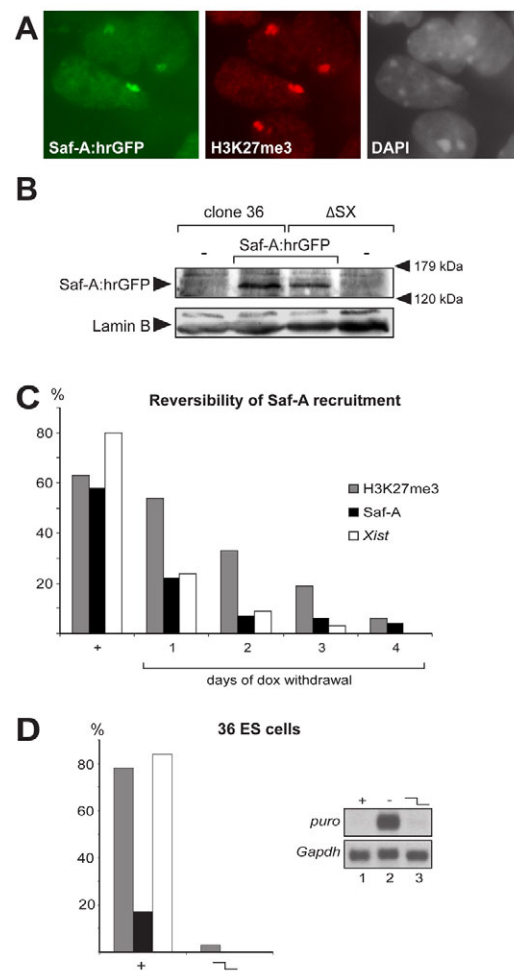 A
Saf-A:hrGFP
H3K27me3
DAPI
B
clone 36
ΔSX
- Saf-A:hrGFP -
179 kDa
Saf-A:hrGFP
120 kDa
Lamin B
C
Reversibility of Saf-A recruitment
%
80
60
40
20
H3K27me3
Saf-A
Xist
+ 1 2 3 4
days of dox withdrawal
D
36 ES cells
%
80
60
40
20
+
+ -
puro
Gapdh
1 2 3